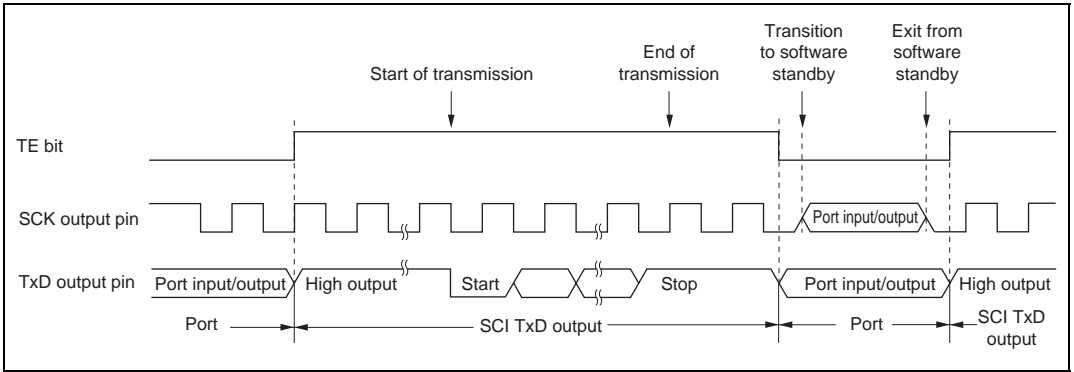 Transition
to software
standby
Exit from
software
standby
End of
transmission
Start of transmission
TE bit
SCK output pin
Port input/output
TxD output pin
Port input/output
High output
Start
Stop
Port input/output
High output
Port
SCI TxD output
Port
SCI TxD
output